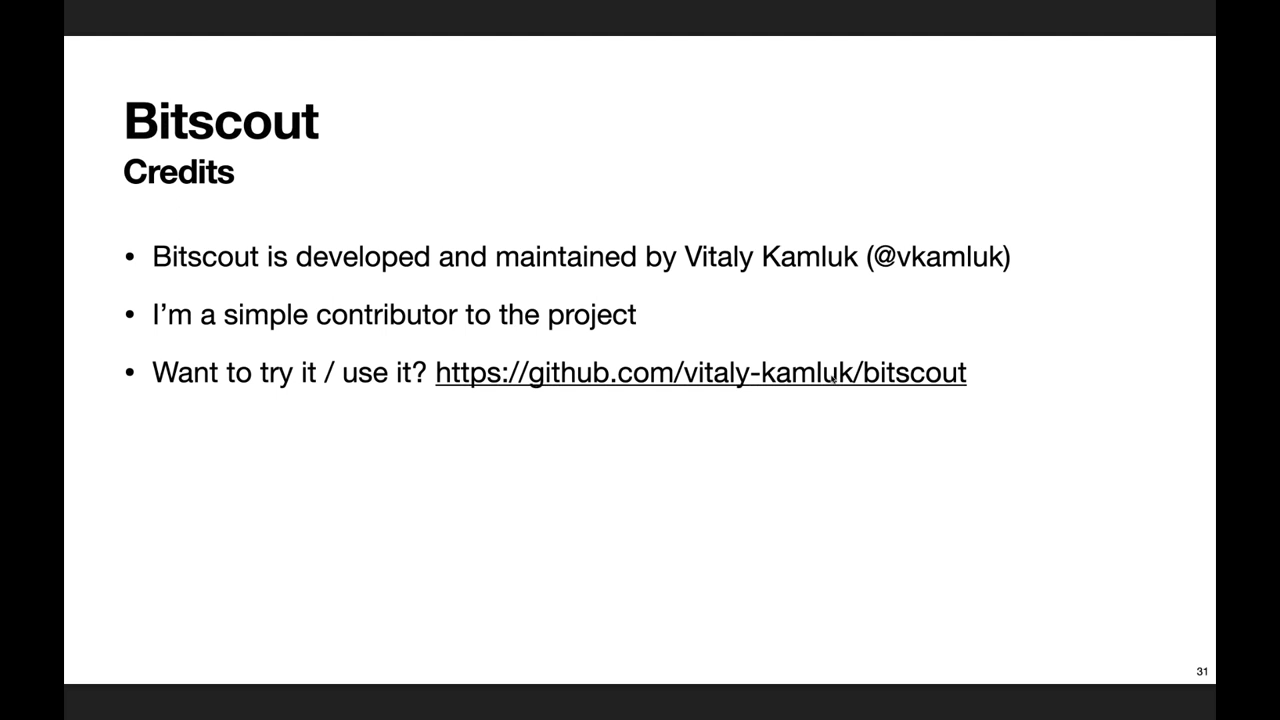 Bitscout
Credits
• Bitscout is developed and maintained by Vitaly Kamluk (@vkamluk)
• I’m a simple contributor to the project
• Want to try it / use it? https://github.com/vitaly-kamluk/bitscout
31